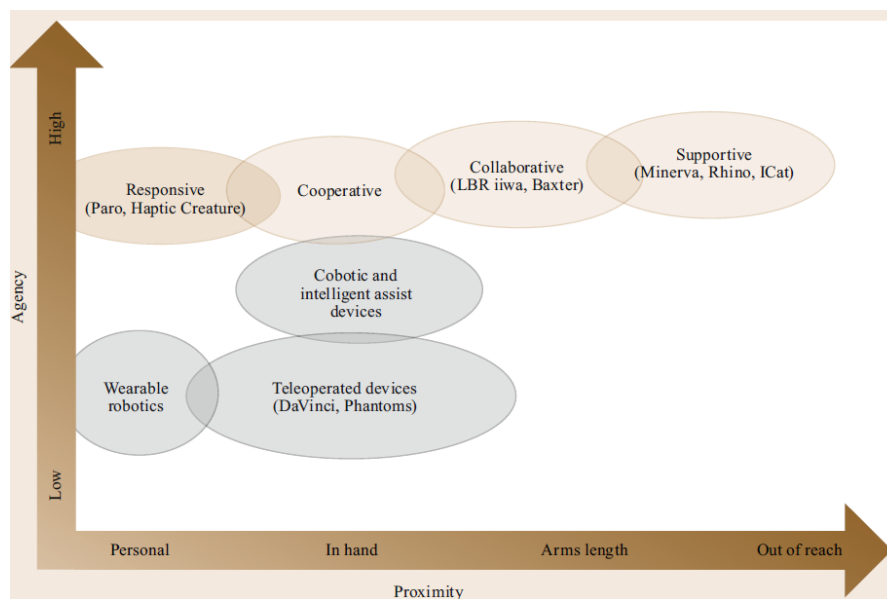 High
Supportive
(Minerva, Rhino, ICat)
Collaborative
(LBR iiwa, Baxter)
Responsive
(Paro, Haptic Creature)
Cooperative
Agency
Cobotic and
intelligent assist
devices
Wearable
robotics
Teleoperated devices
(DaVinci, Phantoms)
Low
Personal
In hand
Arms length
Out of reach
Proximity